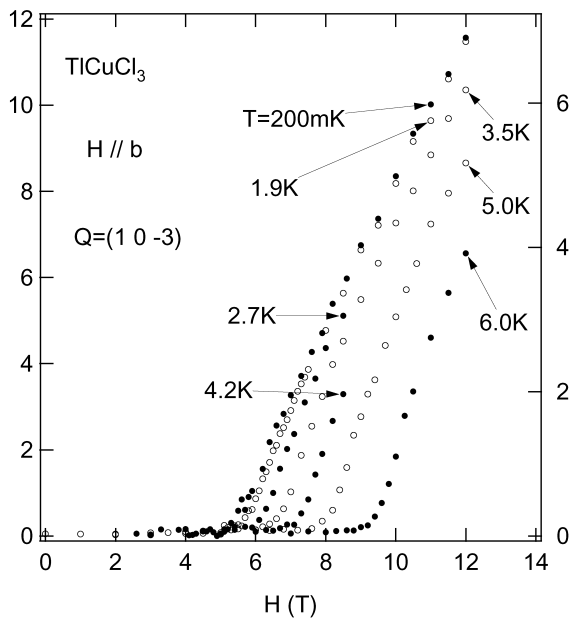 12
10
8
6
4
2
0
TlCuCl3
H // b
Q=(1 0 -3)
T=200mK
1.9K
2.7K
4.2K
3.5K
5.0K
6.0K
6
4
2
0
0 2 4 6 8 10 12 14
H (T)